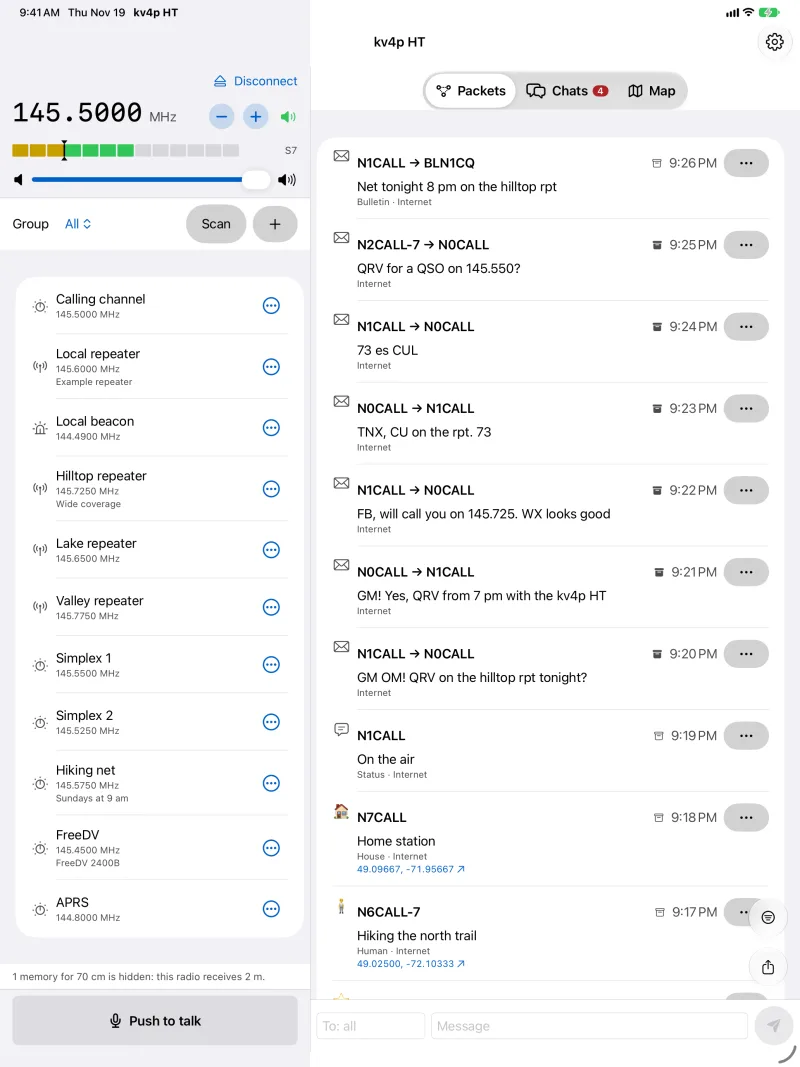 9:41 AM Thu Nov 19 kv4p HT
kv4p HT
Disconnect
145.5000 MHz
S7
Group All Scan
Calling channel
145.5000 MHz
Local repeater
145.6000 MHz
Example repeater
Local beacon
144.4900 MHz
Hilltop repeater
145.7250 MHz
Wide coverage
Lake repeater
145.6500 MHz
Valley repeater
145.7750 MHz
Simplex 1
145.5500 MHz
Simplex 2
145.5250 MHz
Hiking net
145.5750 MHz
Sundays at 9 am
FreeDV
145.4500 MHz
FreeDV 2400B
APRS
144.8000 MHz
1 memory for 70 cm is hidden: this radio receives 2 m.
Push to talk
Packets Chats 4 Map
N1CALL → BLN1CQ 9:26 PM
Net tonight 8 pm on the hilltop rpt
Bulletin · Internet
N2CALL-7 → N0CALL 9:25 PM
QRV for a QSO on 145.550?
Internet
N1CALL → N0CALL 9:24 PM
73 es CUL
Internet
N0CALL → N1CALL 9:23 PM
TNX, CU on the rpt. 73
Internet
N1CALL → N0CALL 9:22 PM
FB, will call you on 145.725. WX looks good
Internet
N0CALL → N1CALL 9:21 PM
GM! Yes, QRV from 7 pm with the kv4p HT
Internet
N1CALL → N0CALL 9:20 PM
GM OM! QRV on the hilltop rpt tonight?
Internet
N1CALL 9:19 PM
On the air
Status · Internet
N7CALL 9:18 PM
Home station
House · Internet
49.09667, -71.95667
N6CALL-7 9:17 PM
Hiking the north trail
Human · Internet
49.02500, -72.10333
To: all Message